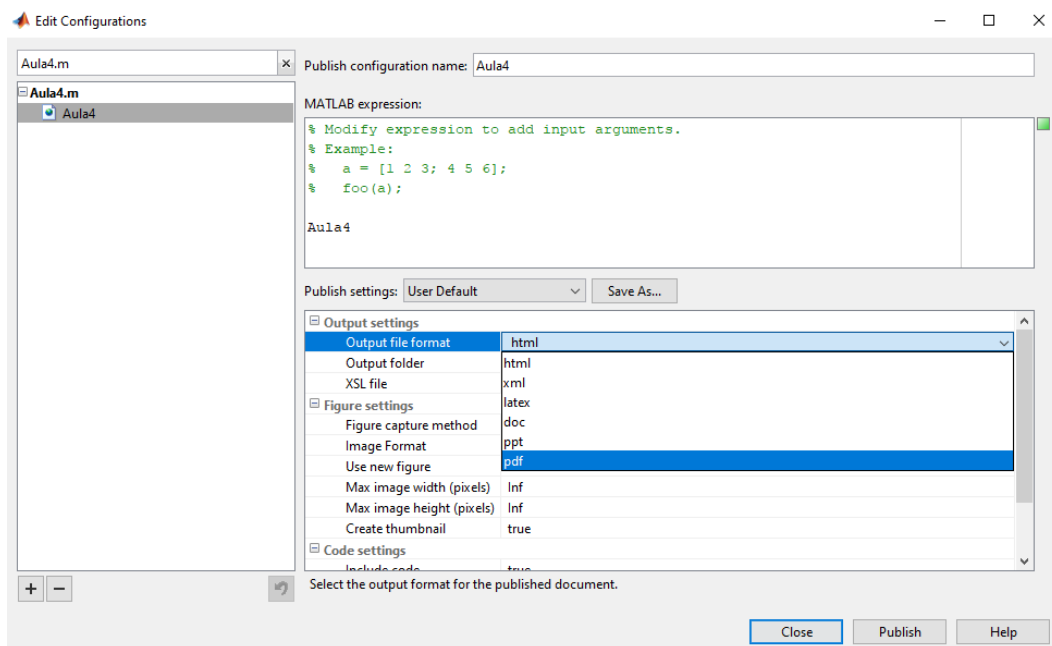 Edit Configurations
Aula4.m
Aula4.m
Aula4
Publish configuration name: Aula4
MATLAB expression:
% Modify expression to add input arguments.
% Example:
%   a = [1 2 3; 4 5 6];
%   foo(a);
Aula4
Publish settings: User Default Save As...
Output settings
Output file format html
Output folder html
XSL file xml
Figure settings latex
Figure capture method doc
Image Format ppt
Use new figure pdf
Max image width (pixels) Inf
Max image height (pixels) Inf
Create thumbnail true
Code settings
Include code true
Select the output format for the published document.
Close Publish Help